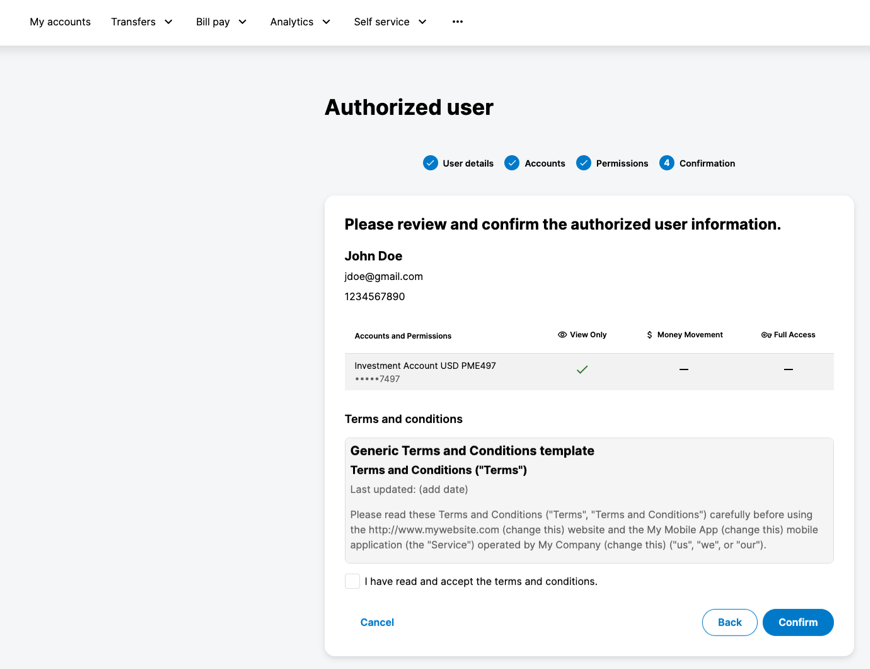 My accounts Transfers Bill pay Analytics Self service •••
Authorized user
User details Accounts Permissions 4 Confirmation
Please review and confirm the authorized user information.
John Doe
jdoe@gmail.com
1234567890
Accounts and Permissions View Only $ Money Movement Full Access
Investment Account USD PME497
•••••7497
Terms and conditions
Generic Terms and Conditions template
Terms and Conditions ("Terms")
Last updated: (add date)
Please read these Terms and Conditions ("Terms", "Terms and Conditions") carefully before using
the http://www.mywebsite.com (change this) website and the My Mobile App (change this) mobile
application (the "Service") operated by My Company (change this) ("us", "we", or "our").
I have read and accept the terms and conditions.
Cancel Back Confirm